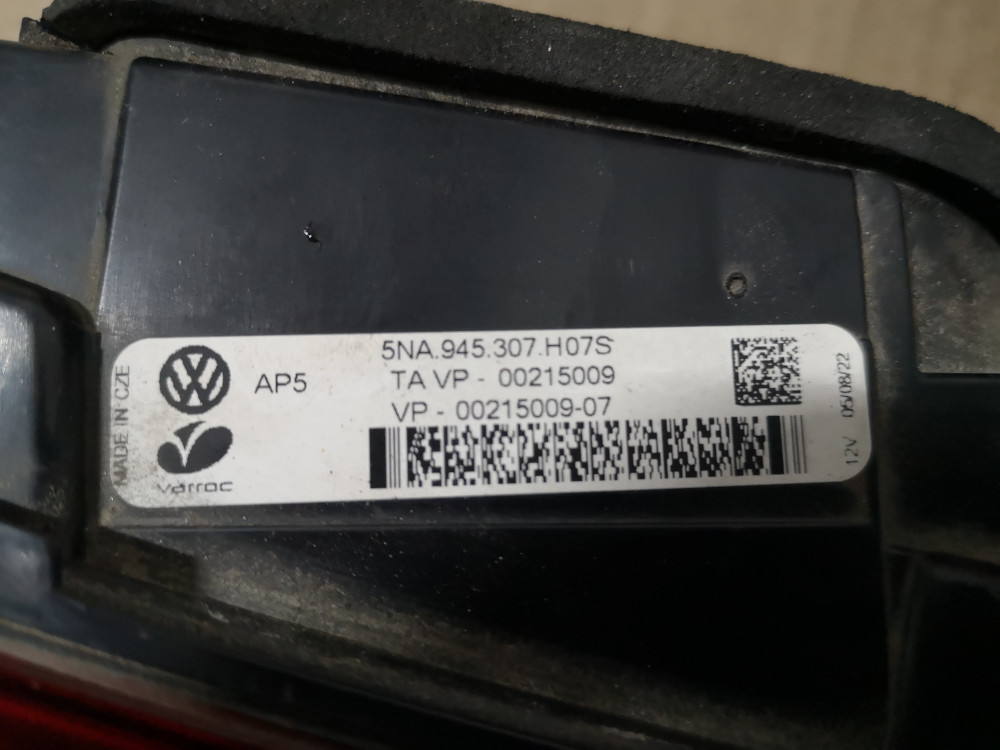 MADE IN CZE
AP5
varroc
5NA.945.307.H07S
TA VP - 00215009
VP - 00215009-07
12V 05/08/22